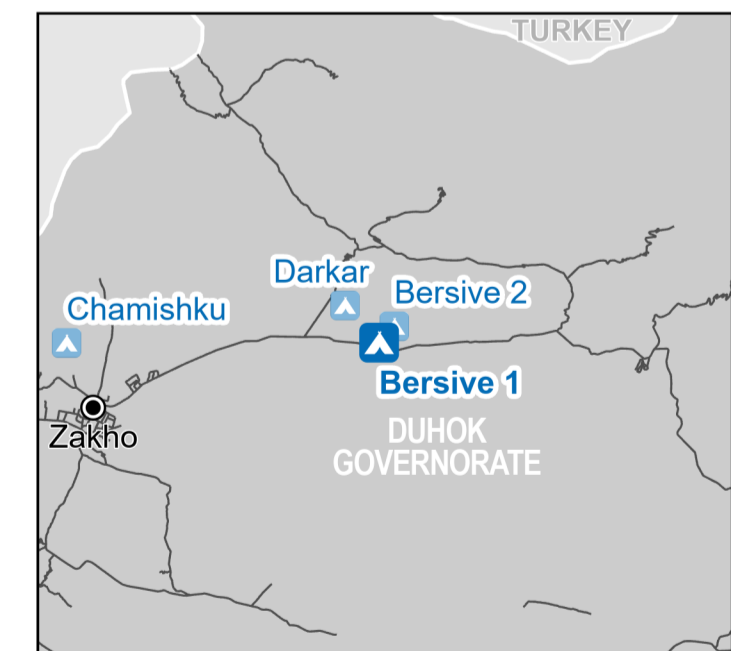 TURKEY
Darkar
Bersive 2
Chamishku
Bersive 1
Zakho
DUHOK
GOVERNORATE